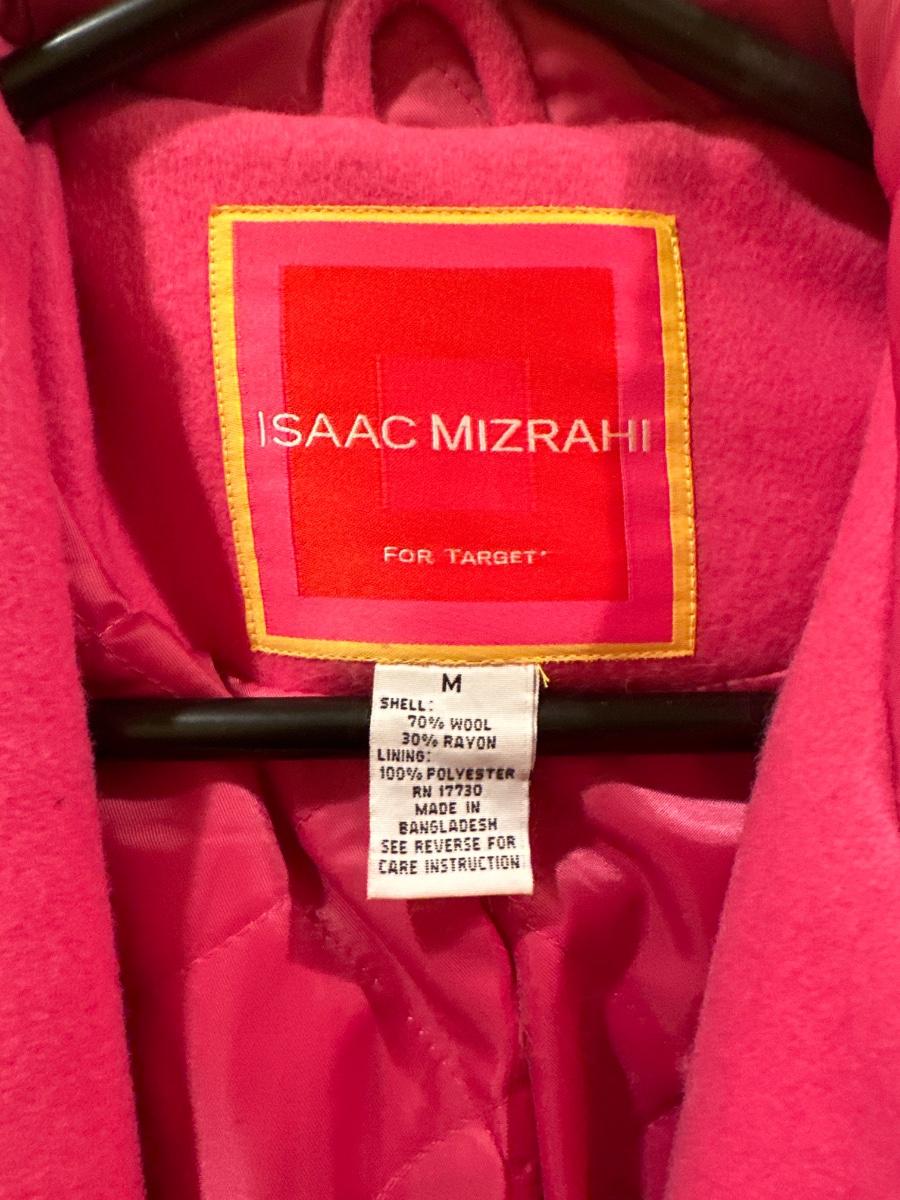 ISAAC MIZRAHI
FOR TARGET*
M
SHELL:
70% WOOL
30% RAYON
LINING:
100% POLYESTER
RN 17730
MADE IN
BANGLADESH
SEE REVERSE FOR
CARE INSTRUCTION